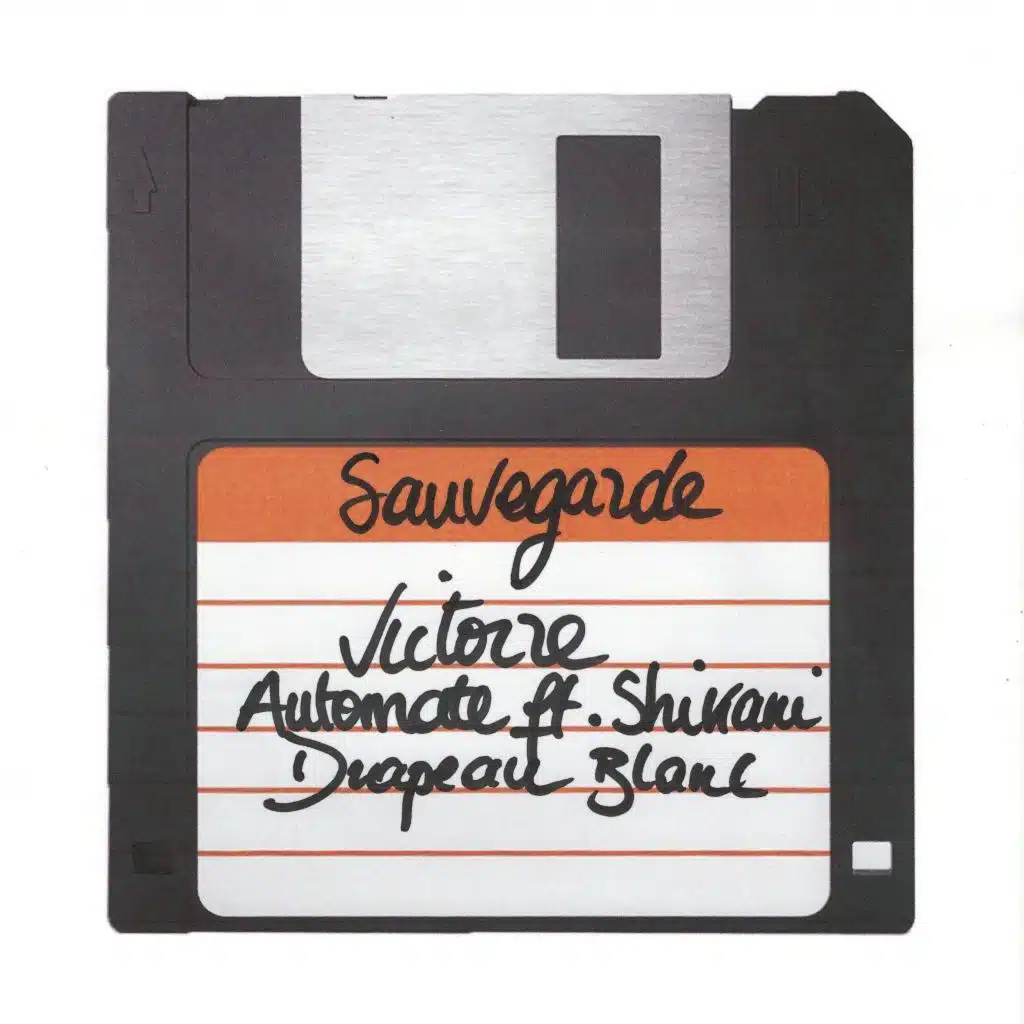 Sauvegarde
Victoire
Automate ft. Shivani
Drapeau Blanc